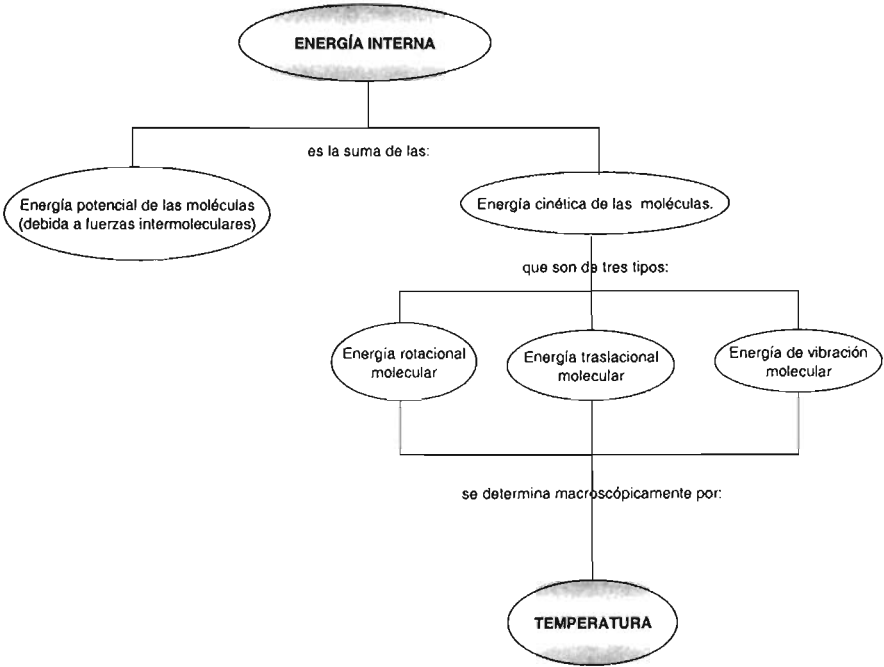 ENERGÍA INTERNA
es la suma de las:
Energía potencial de las moléculas
(debida a fuerzas intermoleculares)
Energía cinética de las moléculas.
que son de tres tipos:
Energía rotacional
molecular
Energía traslacional
molecular
Energía de vibración
molecular
se determina macroscópicamente por:
TEMPERATURA